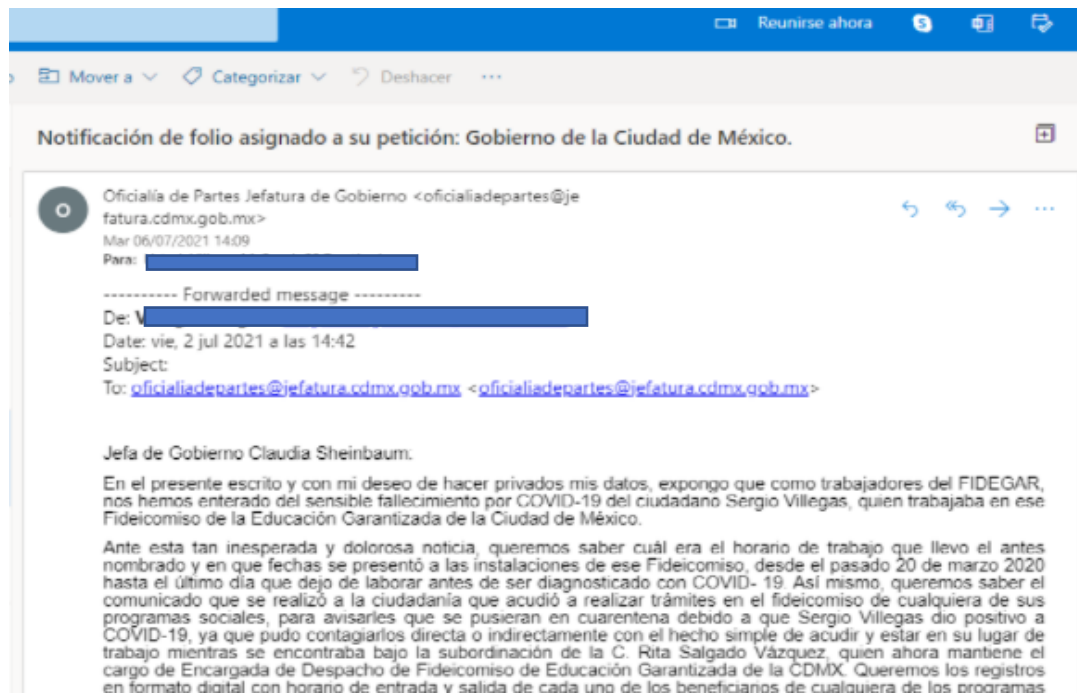 Reunirse ahora
Mover a Categorizar Deshacer ...
Notificación de folio asignado a su petición: Gobierno de la Ciudad de México.
O
Oficialía de Partes Jefatura de Gobierno <oficialiadepartes@je
fatura.cdmx.gob.mx>
Mar 06/07/2021 14:09
Para:
---------- Forwarded message ---------
De: V
Date: vie, 2 jul 2021 a las 14:42
Subject:
To: oficialiadepartes@jefatura.cdmx.gob.mx <oficialiadepartes@jefatura.cdmx.gob.mx>
Jefa de Gobierno Claudia Sheinbaum:
En el presente escrito y con mi deseo de hacer privados mis datos, expongo que como trabajadores del FIDEGAR,
nos hemos enterado del sensible fallecimiento por COVID-19 del ciudadano Sergio Villegas, quien trabajaba en ese
Fideicomiso de la Educación Garantizada de la Ciudad de México.
Ante esta tan inesperada y dolorosa noticia, queremos saber cuál era el horario de trabajo que llevo el antes
nombrado y en que fechas se presentó a las instalaciones de ese Fideicomiso, desde el pasado 20 de marzo 2020
hasta el último día que dejo de laborar antes de ser diagnosticado con COVID- 19. Así mismo, queremos saber el
comunicado que se realizó a la ciudadanía que acudió a realizar trámites en el fideicomiso de cualquiera de sus
programas sociales, para avisarles que se pusieran en cuarentena debido a que Sergio Villegas dio positivo a
COVID-19, ya que pudo contagiarlos directa o indirectamente con el hecho simple de acudir y estar en su lugar de
trabajo mientras se encontraba bajo la subordinación de la C. Rita Salgado Vázquez, quien ahora mantiene el
cargo de Encargada de Despacho de Fideicomiso de Educación Garantizada de la CDMX. Queremos los registros
en formato digital con horario de entrada y salida de cada uno de los beneficiarios de cualquiera de los programas